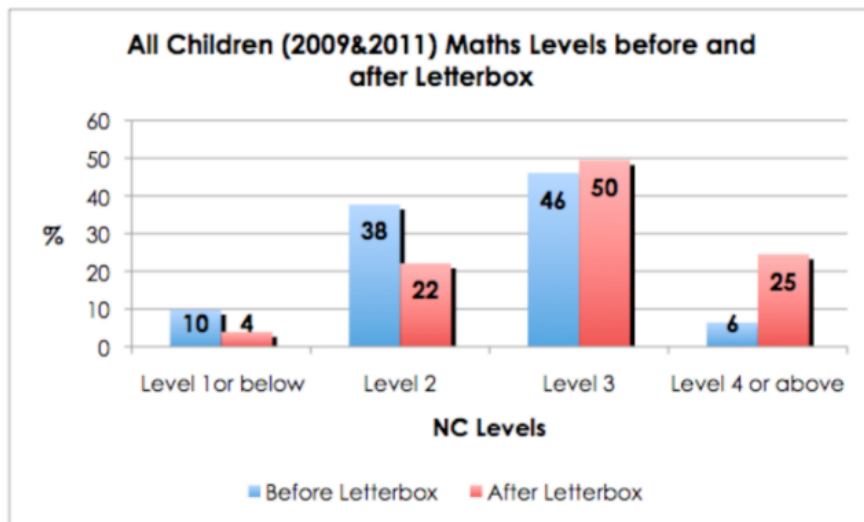 All Children (2009&2011) Maths Levels before and
after Letterbox
60
50
40
30
20
10
0
%
10
4
38
22
46
50
6
25
Level 1or below
Level 2
Level 3
Level 4 or above
NC Levels
Before Letterbox
After Letterbox